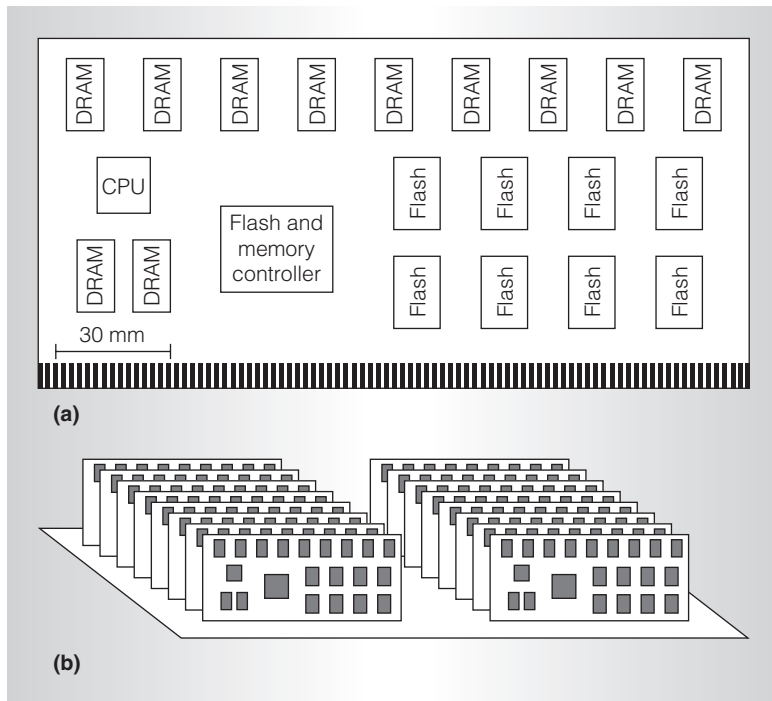 DRAM DRAM DRAM DRAM DRAM DRAM DRAM DRAM DRAM
CPU
Flash and
memory
controller
Flash Flash Flash Flash
DRAM DRAM
Flash Flash Flash Flash
30 mm
(a)
(b)